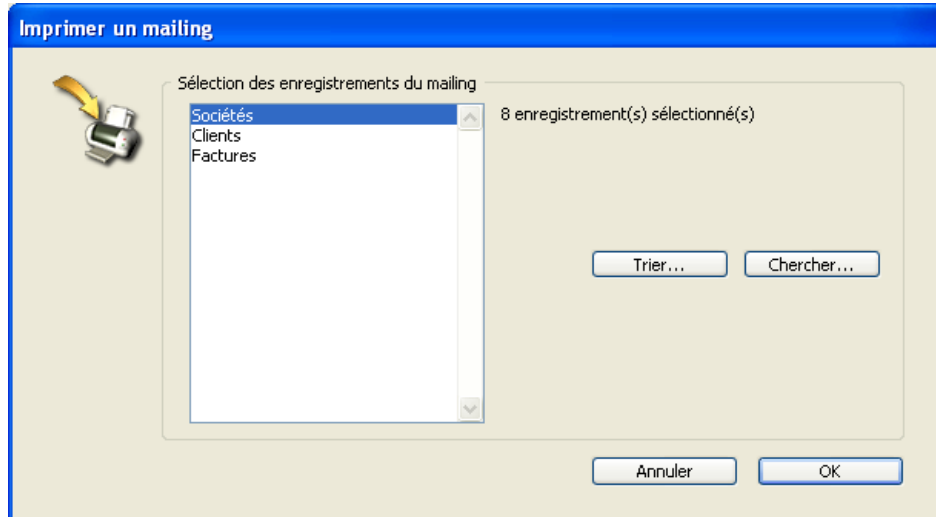 Imprimer un mailing
Sélection des enregistrements du mailing
Sociétés
8 enregistrement(s) sélectionné(s)
Clients
Factures
Trier...
Chercher...
Annuler
OK